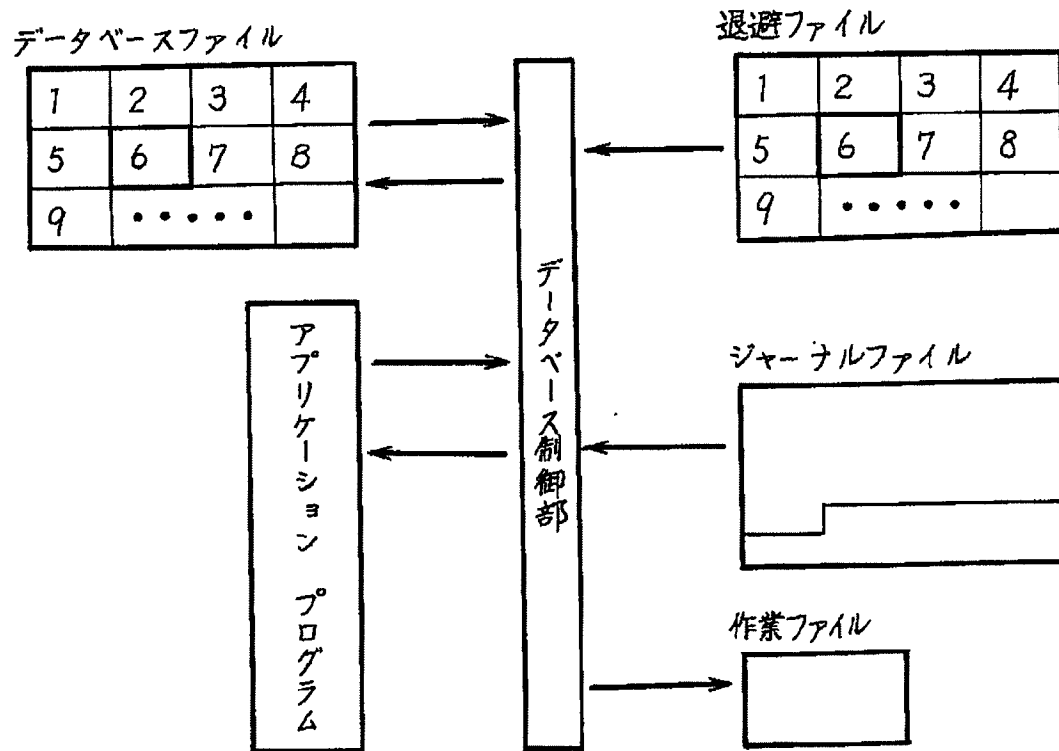 データベースファイル
1 2 3 4
5 6 7 8
9 ・・・・・
退避ファイル
1 2 3 4
5 6 7 8
9 ・・・・・
データベース制御部
アプリケーション プログラム
ジャーナルファイル
作業ファイル